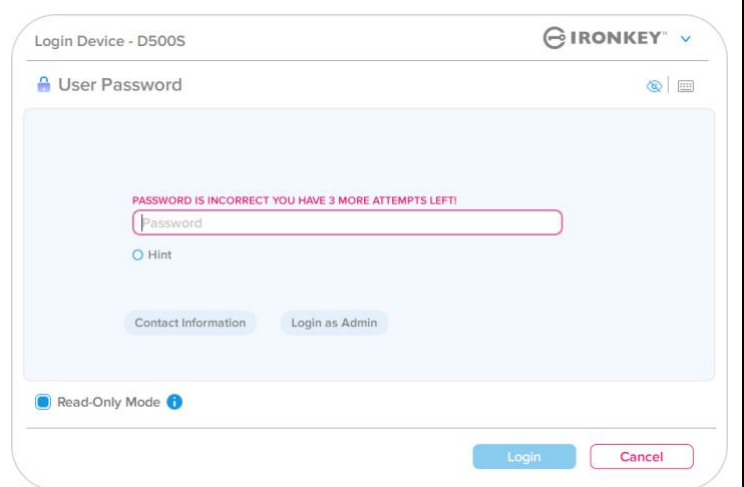 Login Device - D500S
IRONKEY™
User Password
PASSWORD IS INCORRECT YOU HAVE 3 MORE ATTEMPTS LEFT!
Password
Hint
Contact Information Login as Admin
Read-Only Mode
Login Cancel